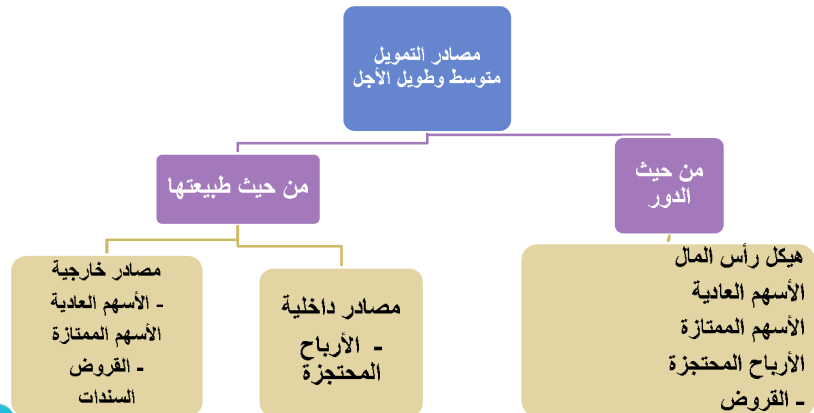 مصادر التمويل
متوسط وطويل الأجل
من حيث
الدور
من حيث طبيعتها
هيكل رأس المال
الأسهم العادية
الأسهم الممتازة
الأرباح المحتجزة
- القروض
مصادر داخلية
- الأرباح
المحتجزة
مصادر خارجية
- الأسهم العادية
الأسهم الممتازة
- القروض
السندات